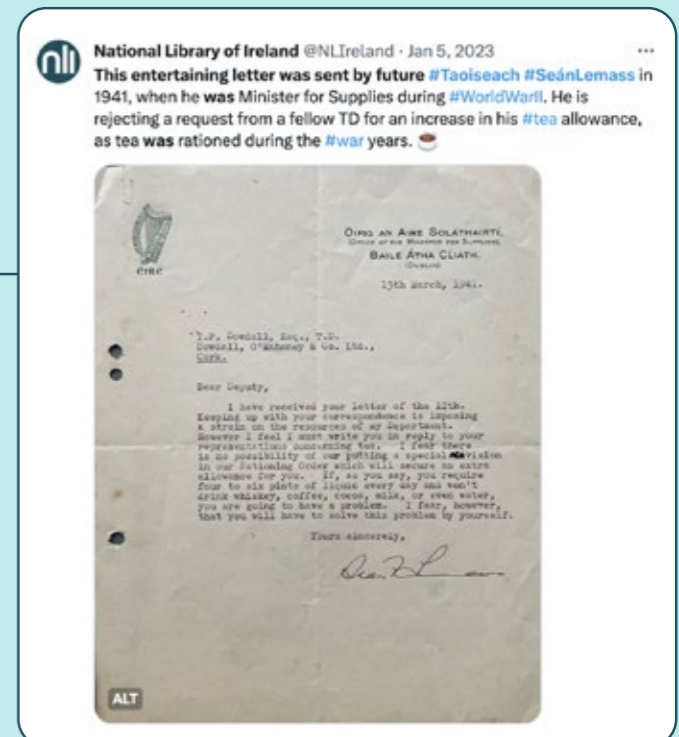 nli
National Library of Ireland @NLIreland · Jan 5, 2023
This entertaining letter was sent by future #Taoiseach #SeánLemass in
1941, when he was Minister for Supplies during #WorldWarII. He is
rejecting a request from a fellow TD for an increase in his #tea allowance,
as tea was rationed during the #war years. ☕
ÉIRE
OIFIG AN AIRE SOLÁTHAIRTÍ,
(OFFICE OF THE MINISTER FOR SUPPLIES)
BAILE ÁTHA CLIATH.
(DUBLIN)
13th March, 1941.
T.P. Dowdall, Esq., T.D.
Dowdall, O'Mahoney & Co. Ltd.,
Cork.
Dear Deputy,
I have received your letter of the 12th.
Keeping up with your correspondence is imposing
a strain on the resources of my Department.
However I feel I must write you in reply to your
representations concerning tea. I fear there
is no possibility of our putting a special
in our Rationing Order which will secure an extra
allowance for you. If, as you say, you require
four to six pints of liquid every day and won't
drink whiskey, coffee, cocoa, milk, or even water,
you are going to have a problem. I fear, however,
that you will have to solve this problem by yourself.
Yours sincerely,
ALT